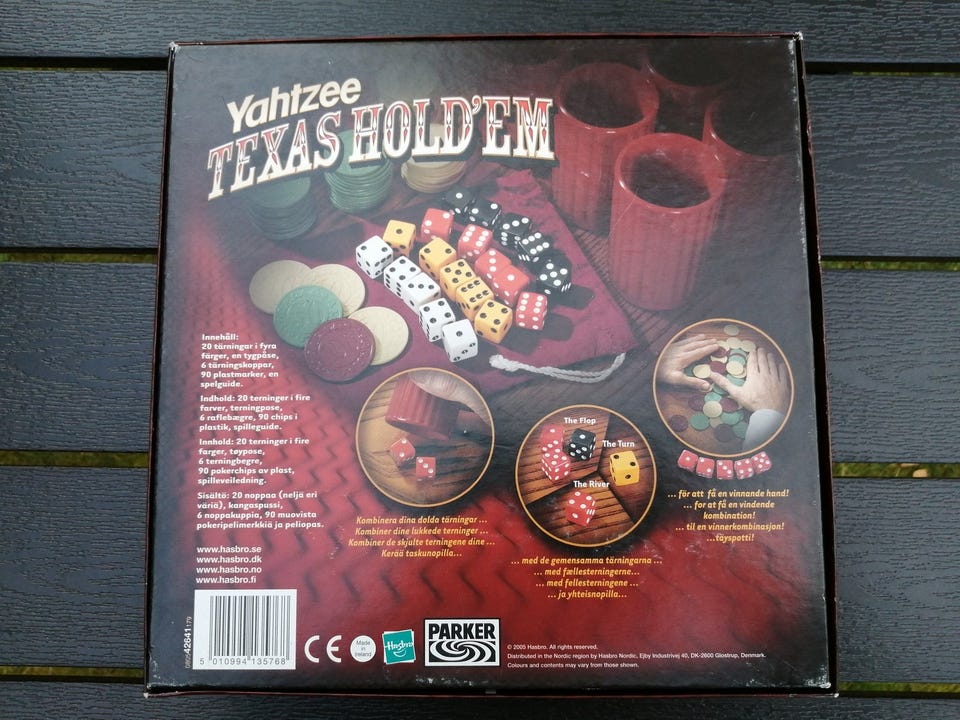 Yahtzee
TEXAS HOLD'EM
Innehåll:
20 tärningar i fyra
färger, en tygpåse,
6 tärningskoppar,
90 plastmarker, en
spelguide.
Indhold: 20 terninger i fire
farver, terningpose,
6 raflebægre, 90 chips i
plastik, spilleguide.
Innhold: 20 terninger i fire
farger, tøypose,
6 terningbegre,
90 pokerchips av plast,
spilleveiledning.
Sisältö: 20 noppaa (neljä eri
väriä), kangaspussi,
6 noppakuppia, 90 muovista
pokeripelimerkkiä ja peliopas.
www.hasbro.se
www.hasbro.dk
www.hasbro.no
www.hasbro.fi
Kombinera dina dolda tärningar ...
Kombiner dine lukkede terninger ...
Kombiner de skjulte terningene dine ...
Kerää taskunopilla...
The Flop
The Turn
The River
... med de gemensamma tärningarna ...
... med fællesterningerne...
... med fellesterningene ...
... ja yhteisnopilla...
... för att få en vinnande hand!
... for at få en vindende
kombination!
... til en vinnerkombinasjon!
...täyspotti!
5 010994 135768
CE
Made
in
Ireland
Hasbro
PARKER
© 2005 Hasbro. All rights reserved.
Distributed in the Nordic region by Hasbro Nordic, Ejby Industrivej 40, DK-2600 Glostrup, Denmark.
Colours and contents may vary from those shown.